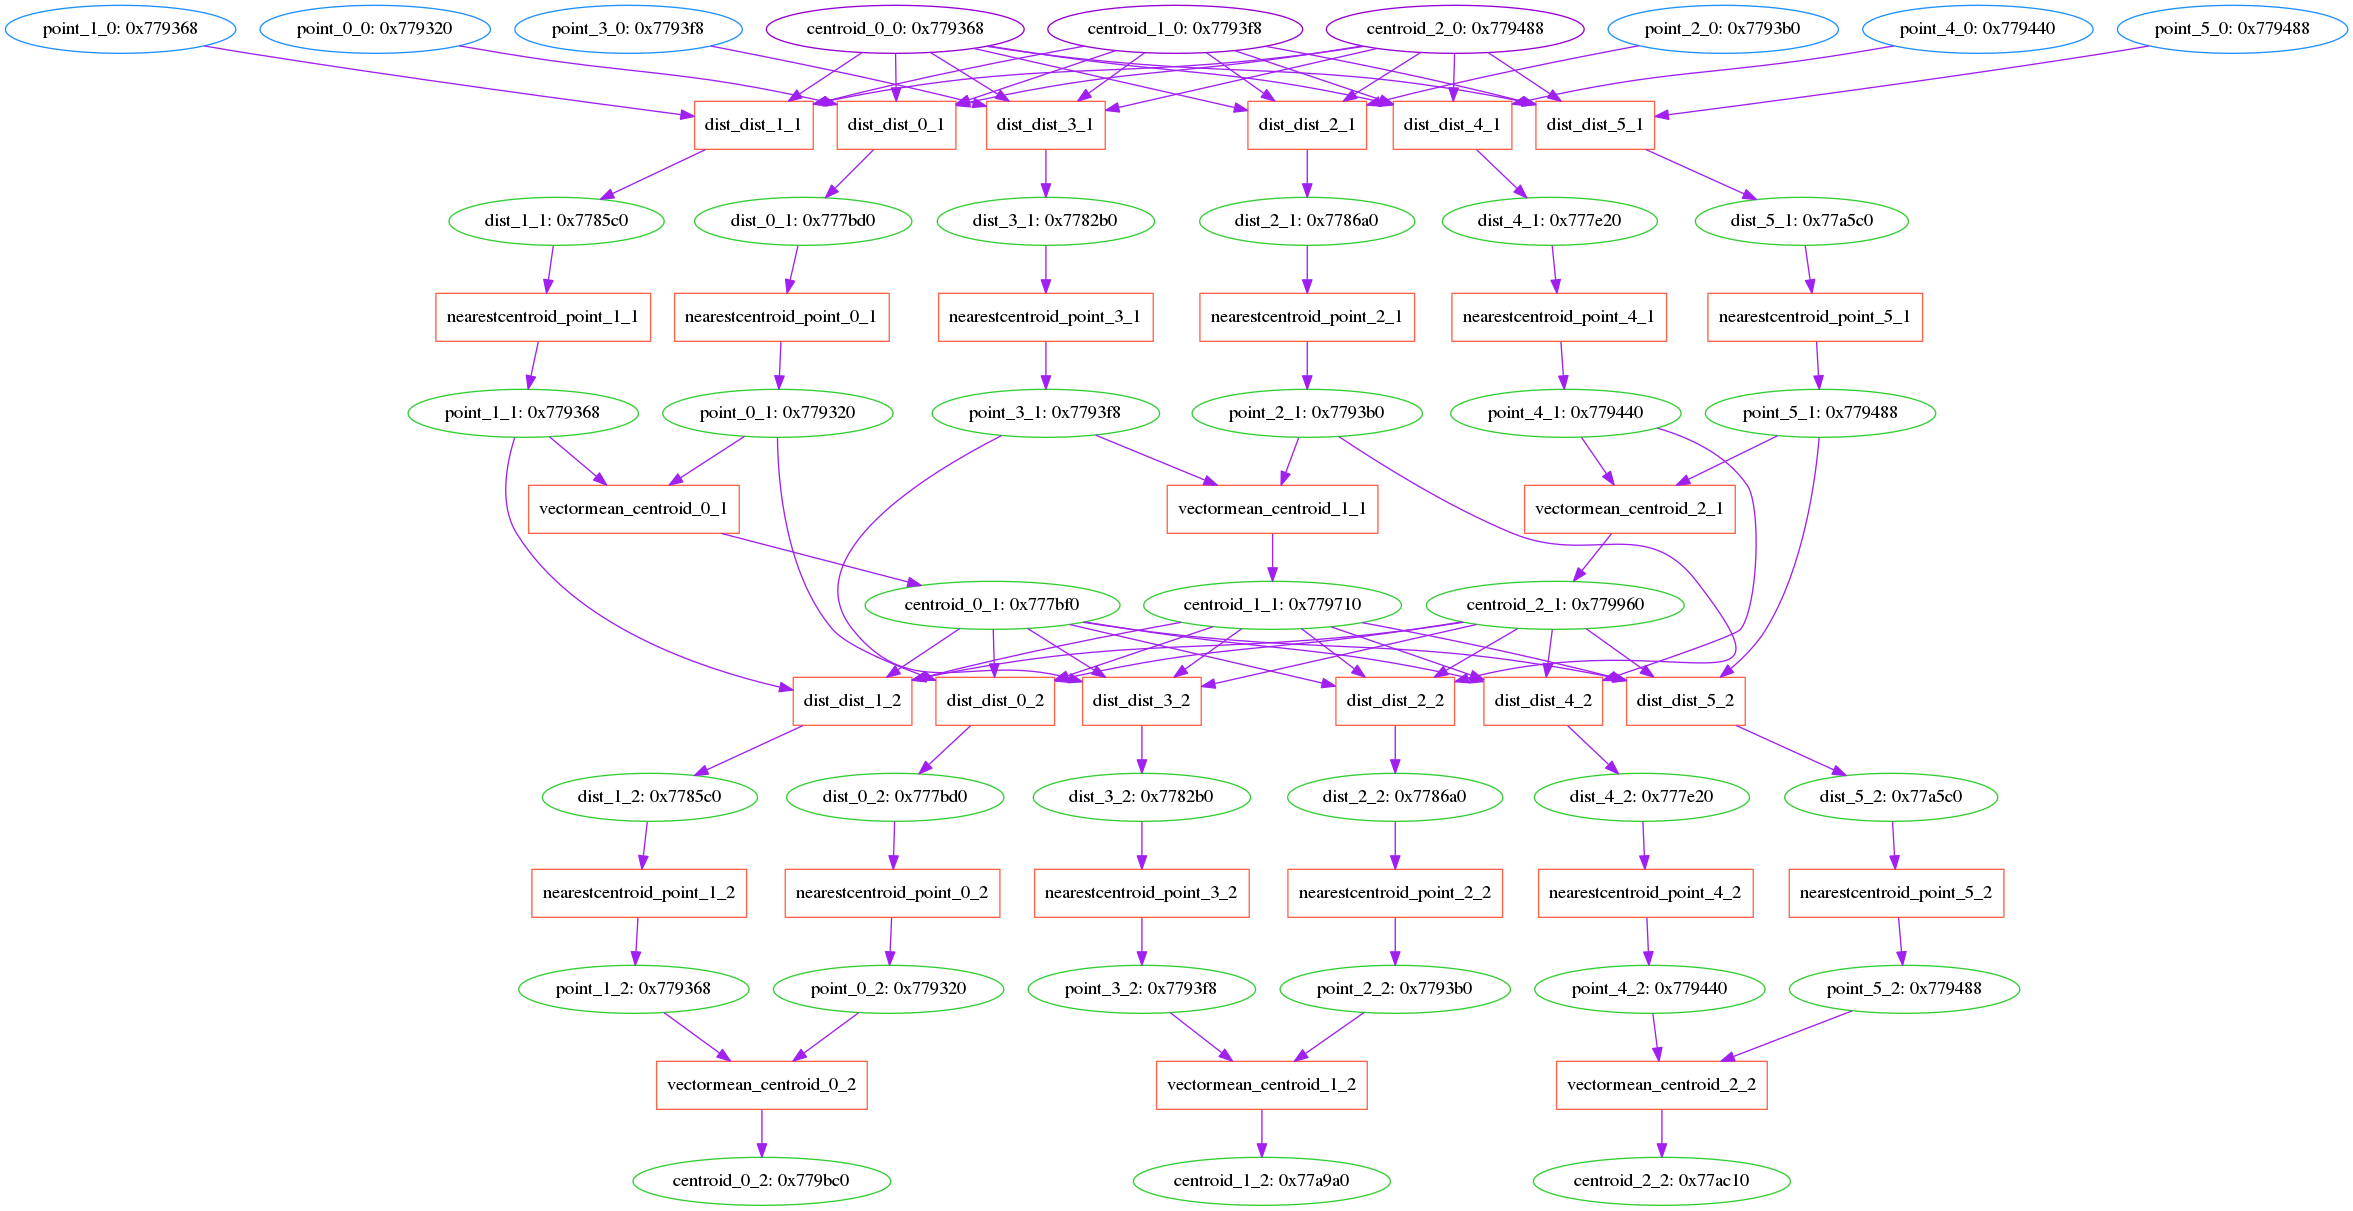 point_1_0: 0x779368
point_0_0: 0x779320
point_3_0: 0x7793f8
centroid_0_0: 0x779368
centroid_1_0: 0x7793f8
centroid_2_0: 0x779488
point_2_0: 0x7793b0
point_4_0: 0x779440
point_5_0: 0x779488
dist_dist_1_1
dist_dist_0_1
dist_dist_3_1
dist_dist_2_1
dist_dist_4_1
dist_dist_5_1
dist_1_1: 0x7785c0
dist_0_1: 0x777bd0
dist_3_1: 0x7782b0
dist_2_1: 0x7786a0
dist_4_1: 0x777e20
dist_5_1: 0x77a5c0
nearestcentroid_point_1_1
nearestcentroid_point_0_1
nearestcentroid_point_3_1
nearestcentroid_point_2_1
nearestcentroid_point_4_1
nearestcentroid_point_5_1
point_1_1: 0x779368
point_0_1: 0x779320
point_3_1: 0x7793f8
point_2_1: 0x7793b0
point_4_1: 0x779440
point_5_1: 0x779488
vectormean_centroid_0_1
vectormean_centroid_1_1
vectormean_centroid_2_1
centroid_0_1: 0x777bf0
centroid_1_1: 0x779710
centroid_2_1: 0x779960
dist_dist_1_2
dist_dist_0_2
dist_dist_3_2
dist_dist_2_2
dist_dist_4_2
dist_dist_5_2
dist_1_2: 0x7785c0
dist_0_2: 0x777bd0
dist_3_2: 0x7782b0
dist_2_2: 0x7786a0
dist_4_2: 0x777e20
dist_5_2: 0x77a5c0
nearestcentroid_point_1_2
nearestcentroid_point_0_2
nearestcentroid_point_3_2
nearestcentroid_point_2_2
nearestcentroid_point_4_2
nearestcentroid_point_5_2
point_1_2: 0x779368
point_0_2: 0x779320
point_3_2: 0x7793f8
point_2_2: 0x7793b0
point_4_2: 0x779440
point_5_2: 0x779488
vectormean_centroid_0_2
vectormean_centroid_1_2
vectormean_centroid_2_2
centroid_0_2: 0x779bc0
centroid_1_2: 0x77a9a0
centroid_2_2: 0x77ac10